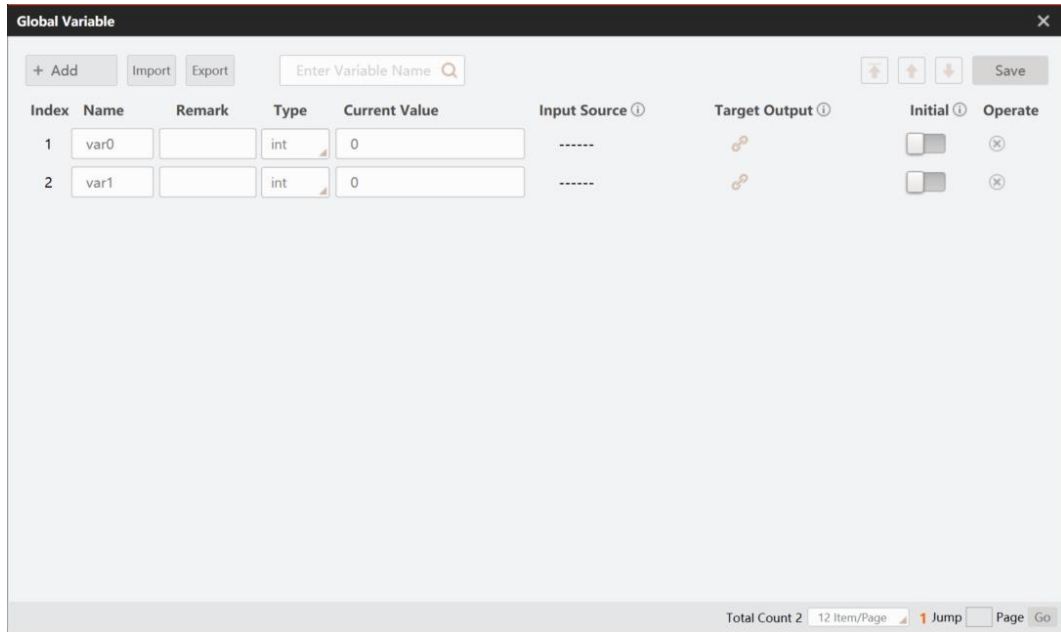 Global Variable
+ Add Import Export Enter Variable Name Save
Index Name Remark Type Current Value Input Source Target Output Initial Operate
1 var0 int 0 ------
2 var1 int 0 ------
Total Count 2 12 Item/Page 1 Jump Page Go